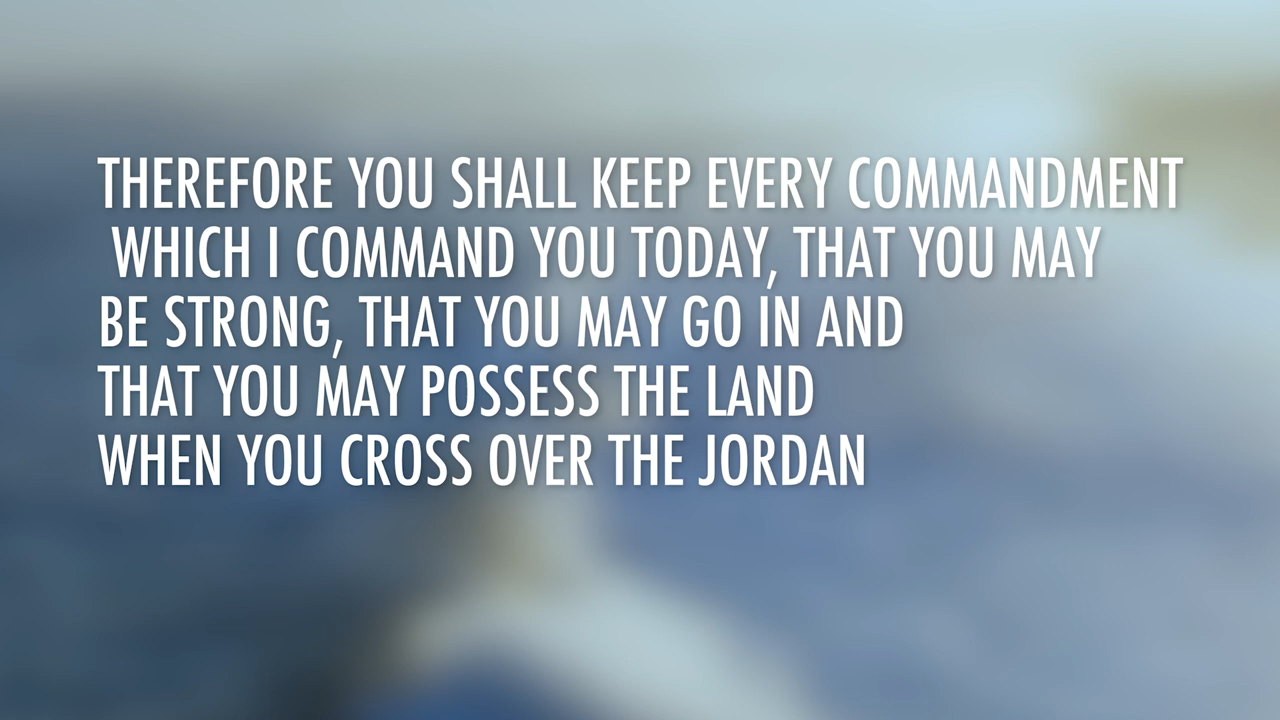 THEREFORE YOU SHALL KEEP EVERY COMMANDMENT
WHICH I COMMAND YOU TODAY, THAT YOU MAY
BE STRONG, THAT YOU MAY GO IN AND
THAT YOU MAY POSSESS THE LAND
WHEN YOU CROSS OVER THE JORDAN